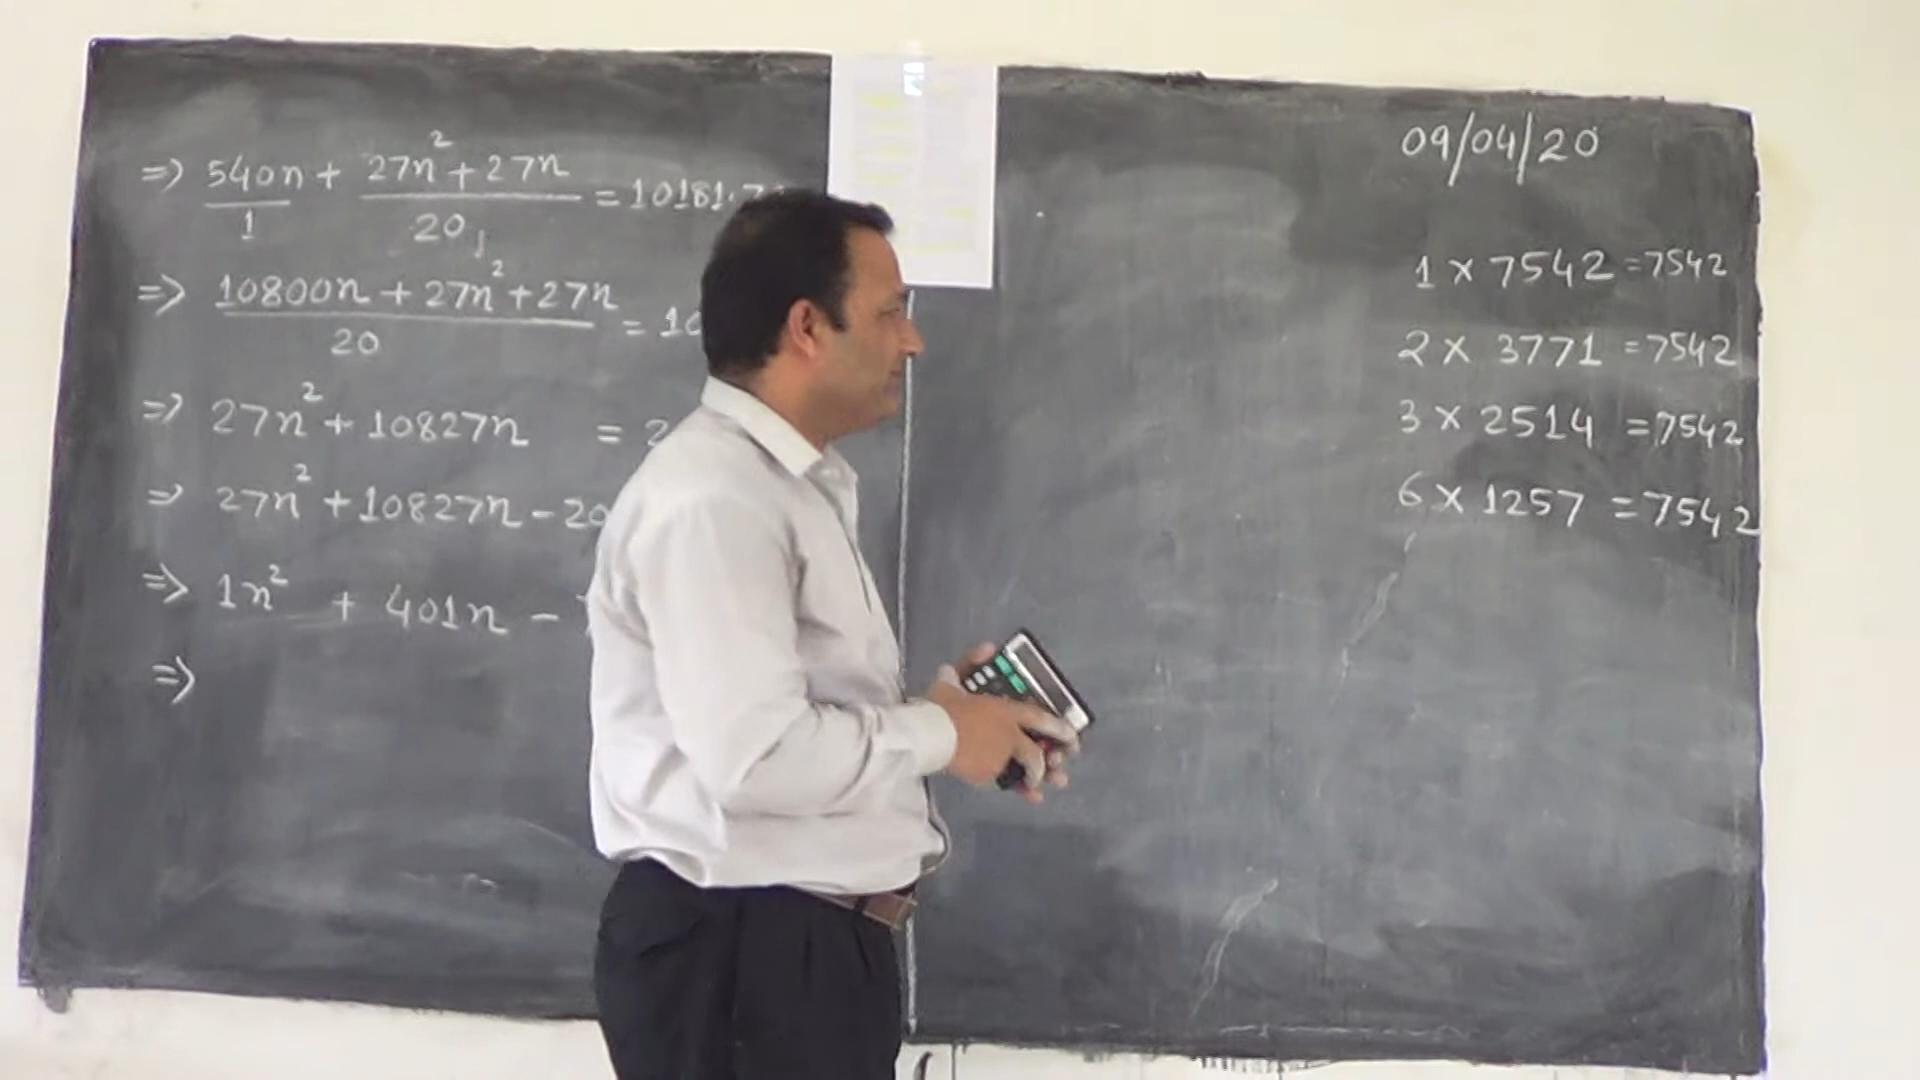 => 540n/1 + (27n² + 27n)/20 = 10181.7
=> (10800n + 27n² + 27n)/20 = 10
=> 27n² + 10827n = 2
=> 27n² + 10827n - 20
=> 1n² + 401n -
=>
09/04/20
1 × 7542 = 7542
2 × 3771 = 7542
3 × 2514 = 7542
6 × 1257 = 7542